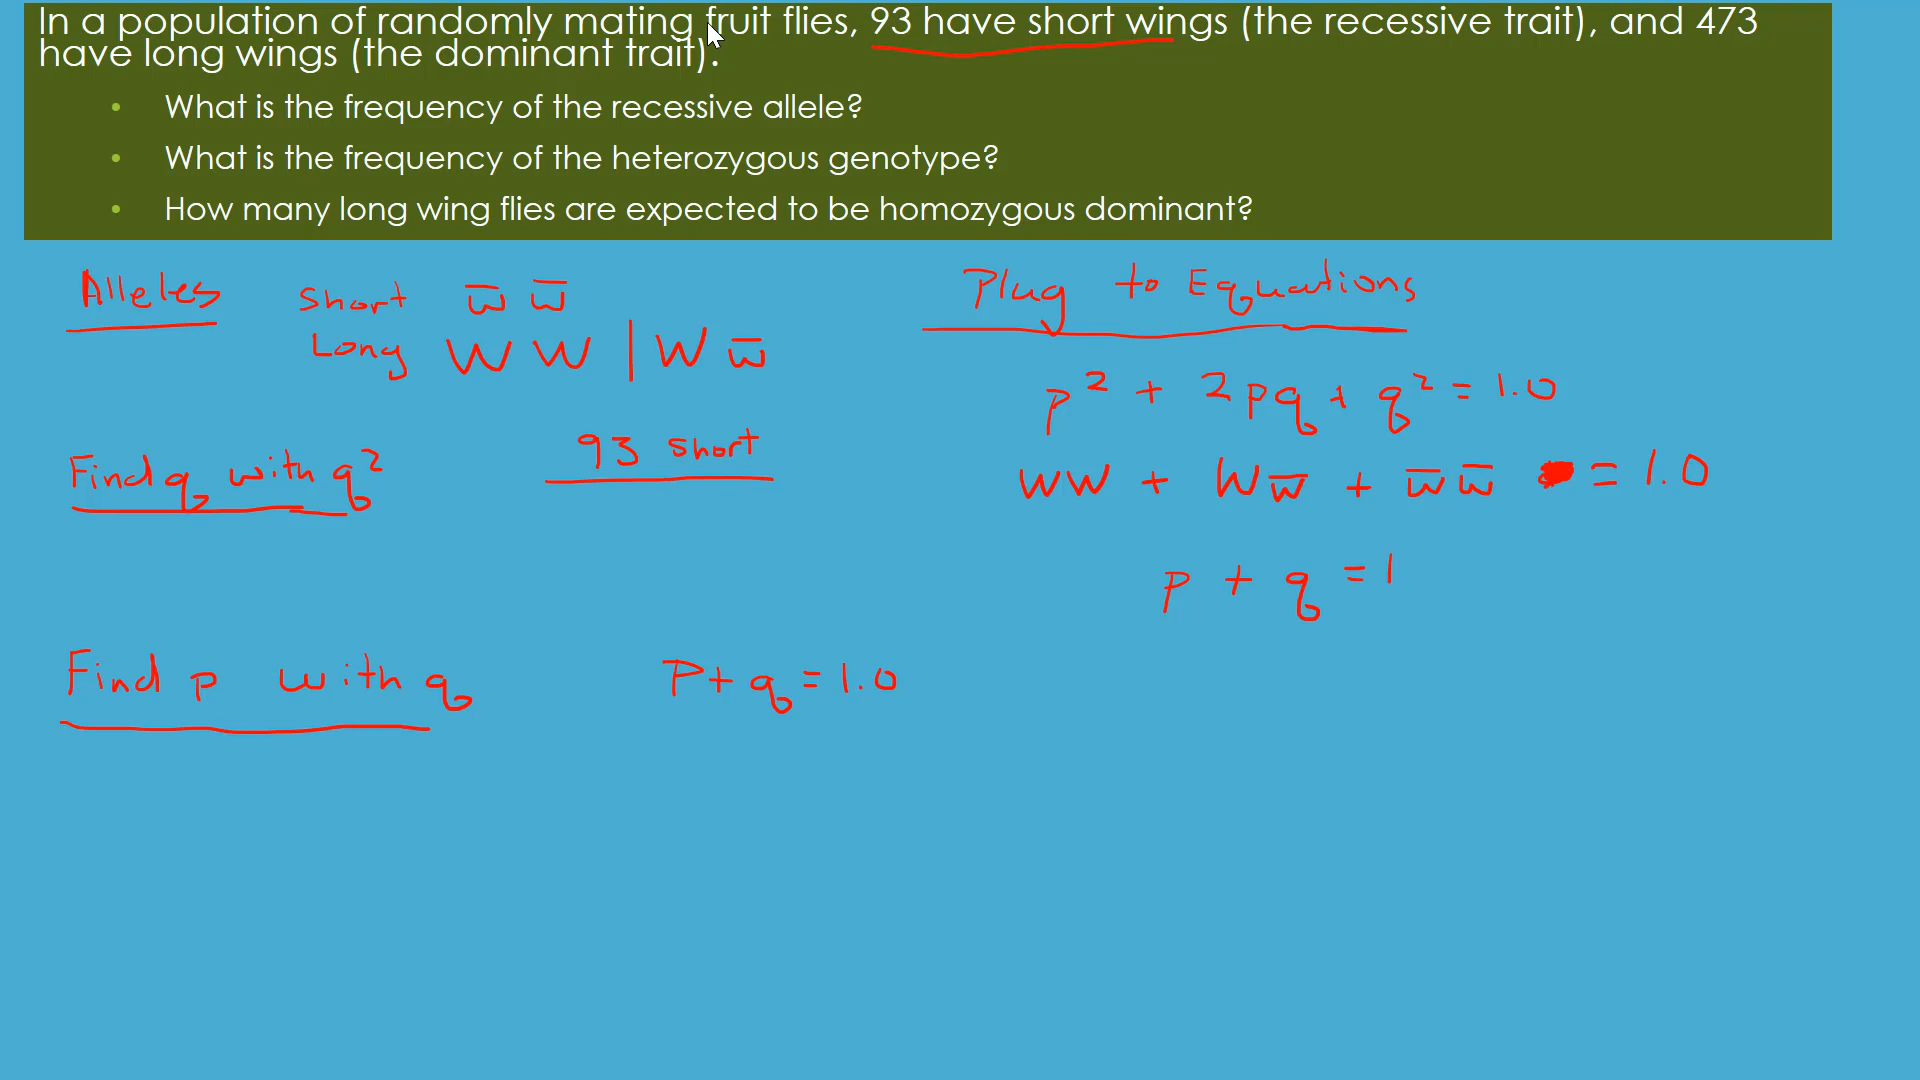 In a population of randomly mating fruit flies, 93 have short wings (the recessive trait), and 473
have long wings (the dominant trait).
• What is the frequency of the recessive allele?
• What is the frequency of the heterozygous genotype?
• How many long wing flies are expected to be homozygous dominant?
Alleles
short w̅ w̅
Long W W | W w̅
Find q with q²
93 short
Find p with q
P + q = 1.0
Plug to Equations
p² + 2pq + q² = 1.0
WW + Ww̅ + w̅w̅ = 1.0
p + q = 1